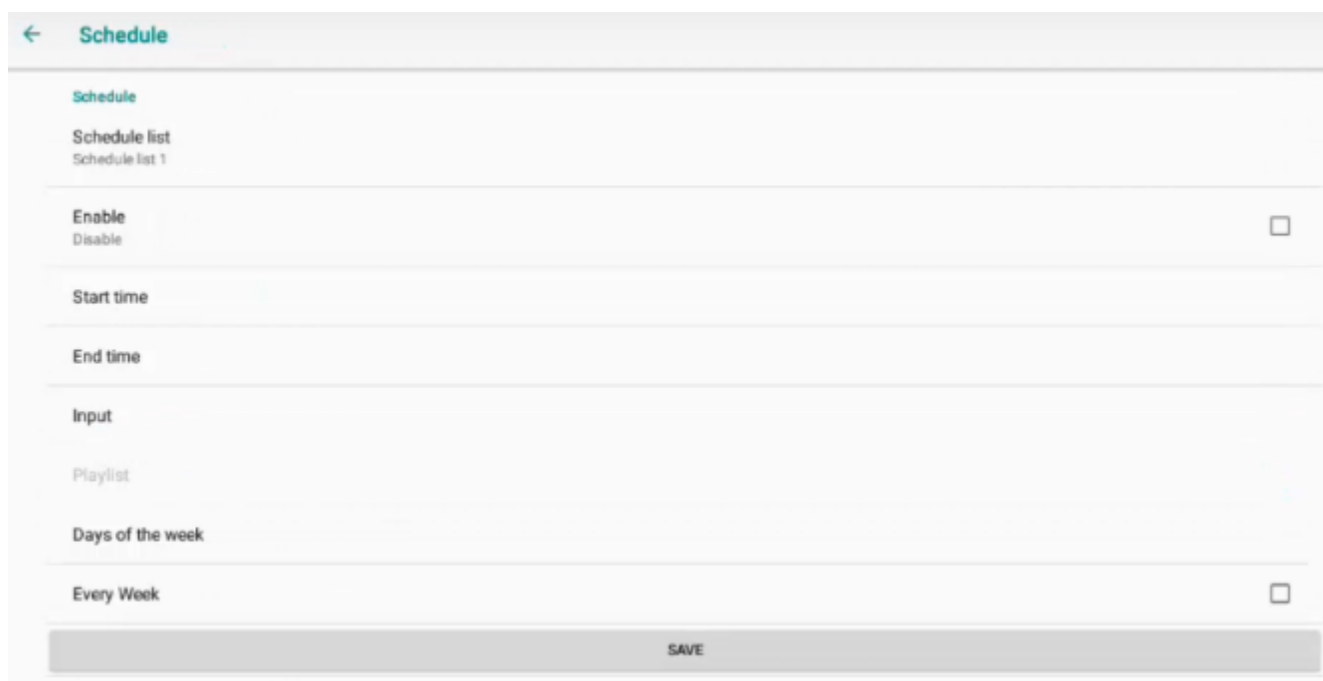 Schedule
Schedule
Schedule list
Schedule list 1
Enable
Disable
Start time
End time
Input
Playlist
Days of the week
Every Week
SAVE